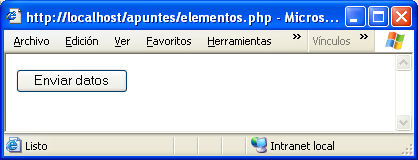 http://localhost/apuntes/elementos.php - Micros...
Archivo Edición Ver Favoritos Herramientas » Vínculos »
Enviar datos
Listo Intranet local